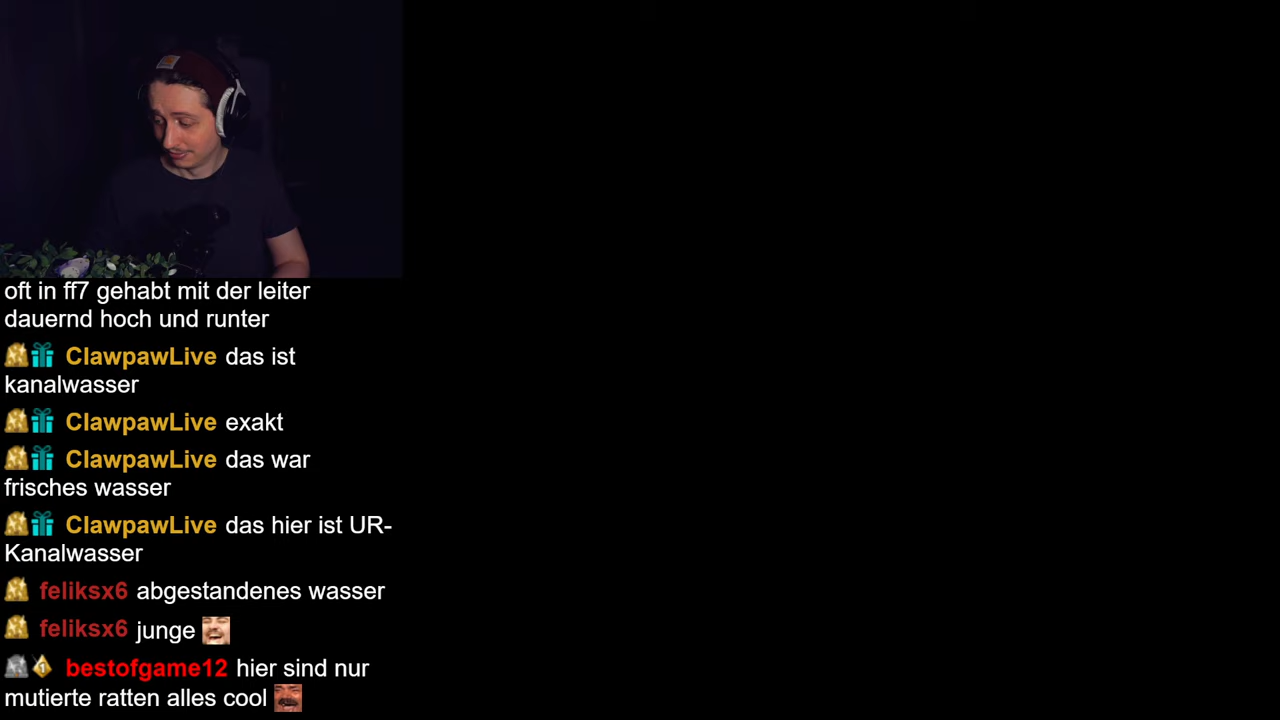 oft in ff7 gehabt mit der leiter
dauernd hoch und runter
ClawpawLive das ist
kanalwasser
ClawpawLive exakt
ClawpawLive das war
frisches wasser
ClawpawLive das hier ist UR-
Kanalwasser
feliksx6 abgestandenes wasser
feliksx6 junge
1 bestofgame12 hier sind nur
mutierte ratten alles cool